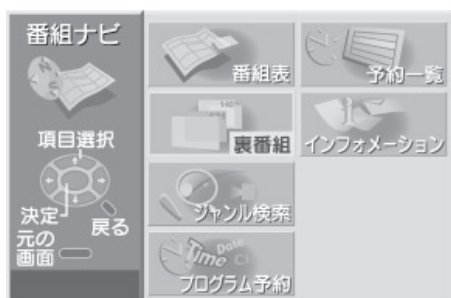 番組ナビ
項目選択
決定
戻る
元の
画面
番組表
予約一覧
裏番組
インフォメーション
ジャンル検索
Time Date
プログラム予約